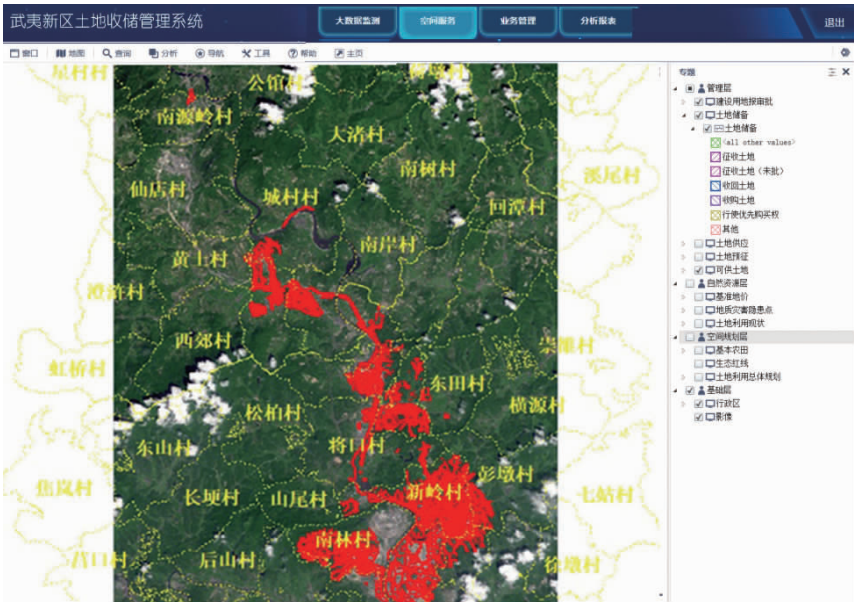 武夷新区土地收储管理系统
大数据监测
空间服务
业务管理
分析报表
退出
窗口
地图
查询
分析
导航
工具
帮助
主页
星村村
公馆村
南源岭村
大渚村
南树村
溪尾村
仙店村
城村村
回潭村
黄土村
南岸村
西郊村
虹桥村
东田村
横源村
松柏村
东山村
将口村
焦岚村
长埂村
山尾村
新岭村
彭墩村
七姑村
南林村
后山村
徐墩村
专题
管理层
建设用地报审批
土地储备
土地储备
<all other values>
征收土地
征收土地（未批）
收回土地
收购土地
行使优先购买权
其他
土地供应
土地预征
可供土地
自然资源层
基准地价
地质灾害隐患点
土地利用现状
空间规划层
基本农田
生态红线
土地利用总体规划
基础层
行政区
影像